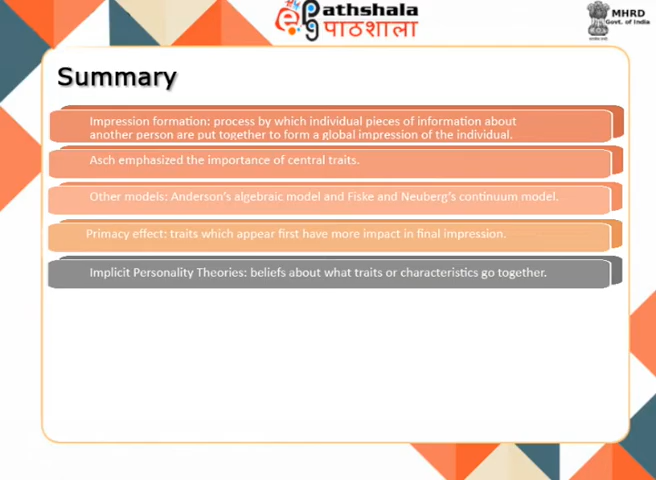 my
ePathshala
पाठशाला
MHRD
Govt. of India
Summary
Impression formation: process by which individual pieces of information about
another person are put together to form a global impression of the individual.
Asch emphasized the importance of central traits.
Other models: Anderson's algebraic model and Fiske and Neuberg's continuum model.
Primacy effect: traits which appear first have more impact in final impression.
Implicit Personality Theories: beliefs about what traits or characteristics go together.